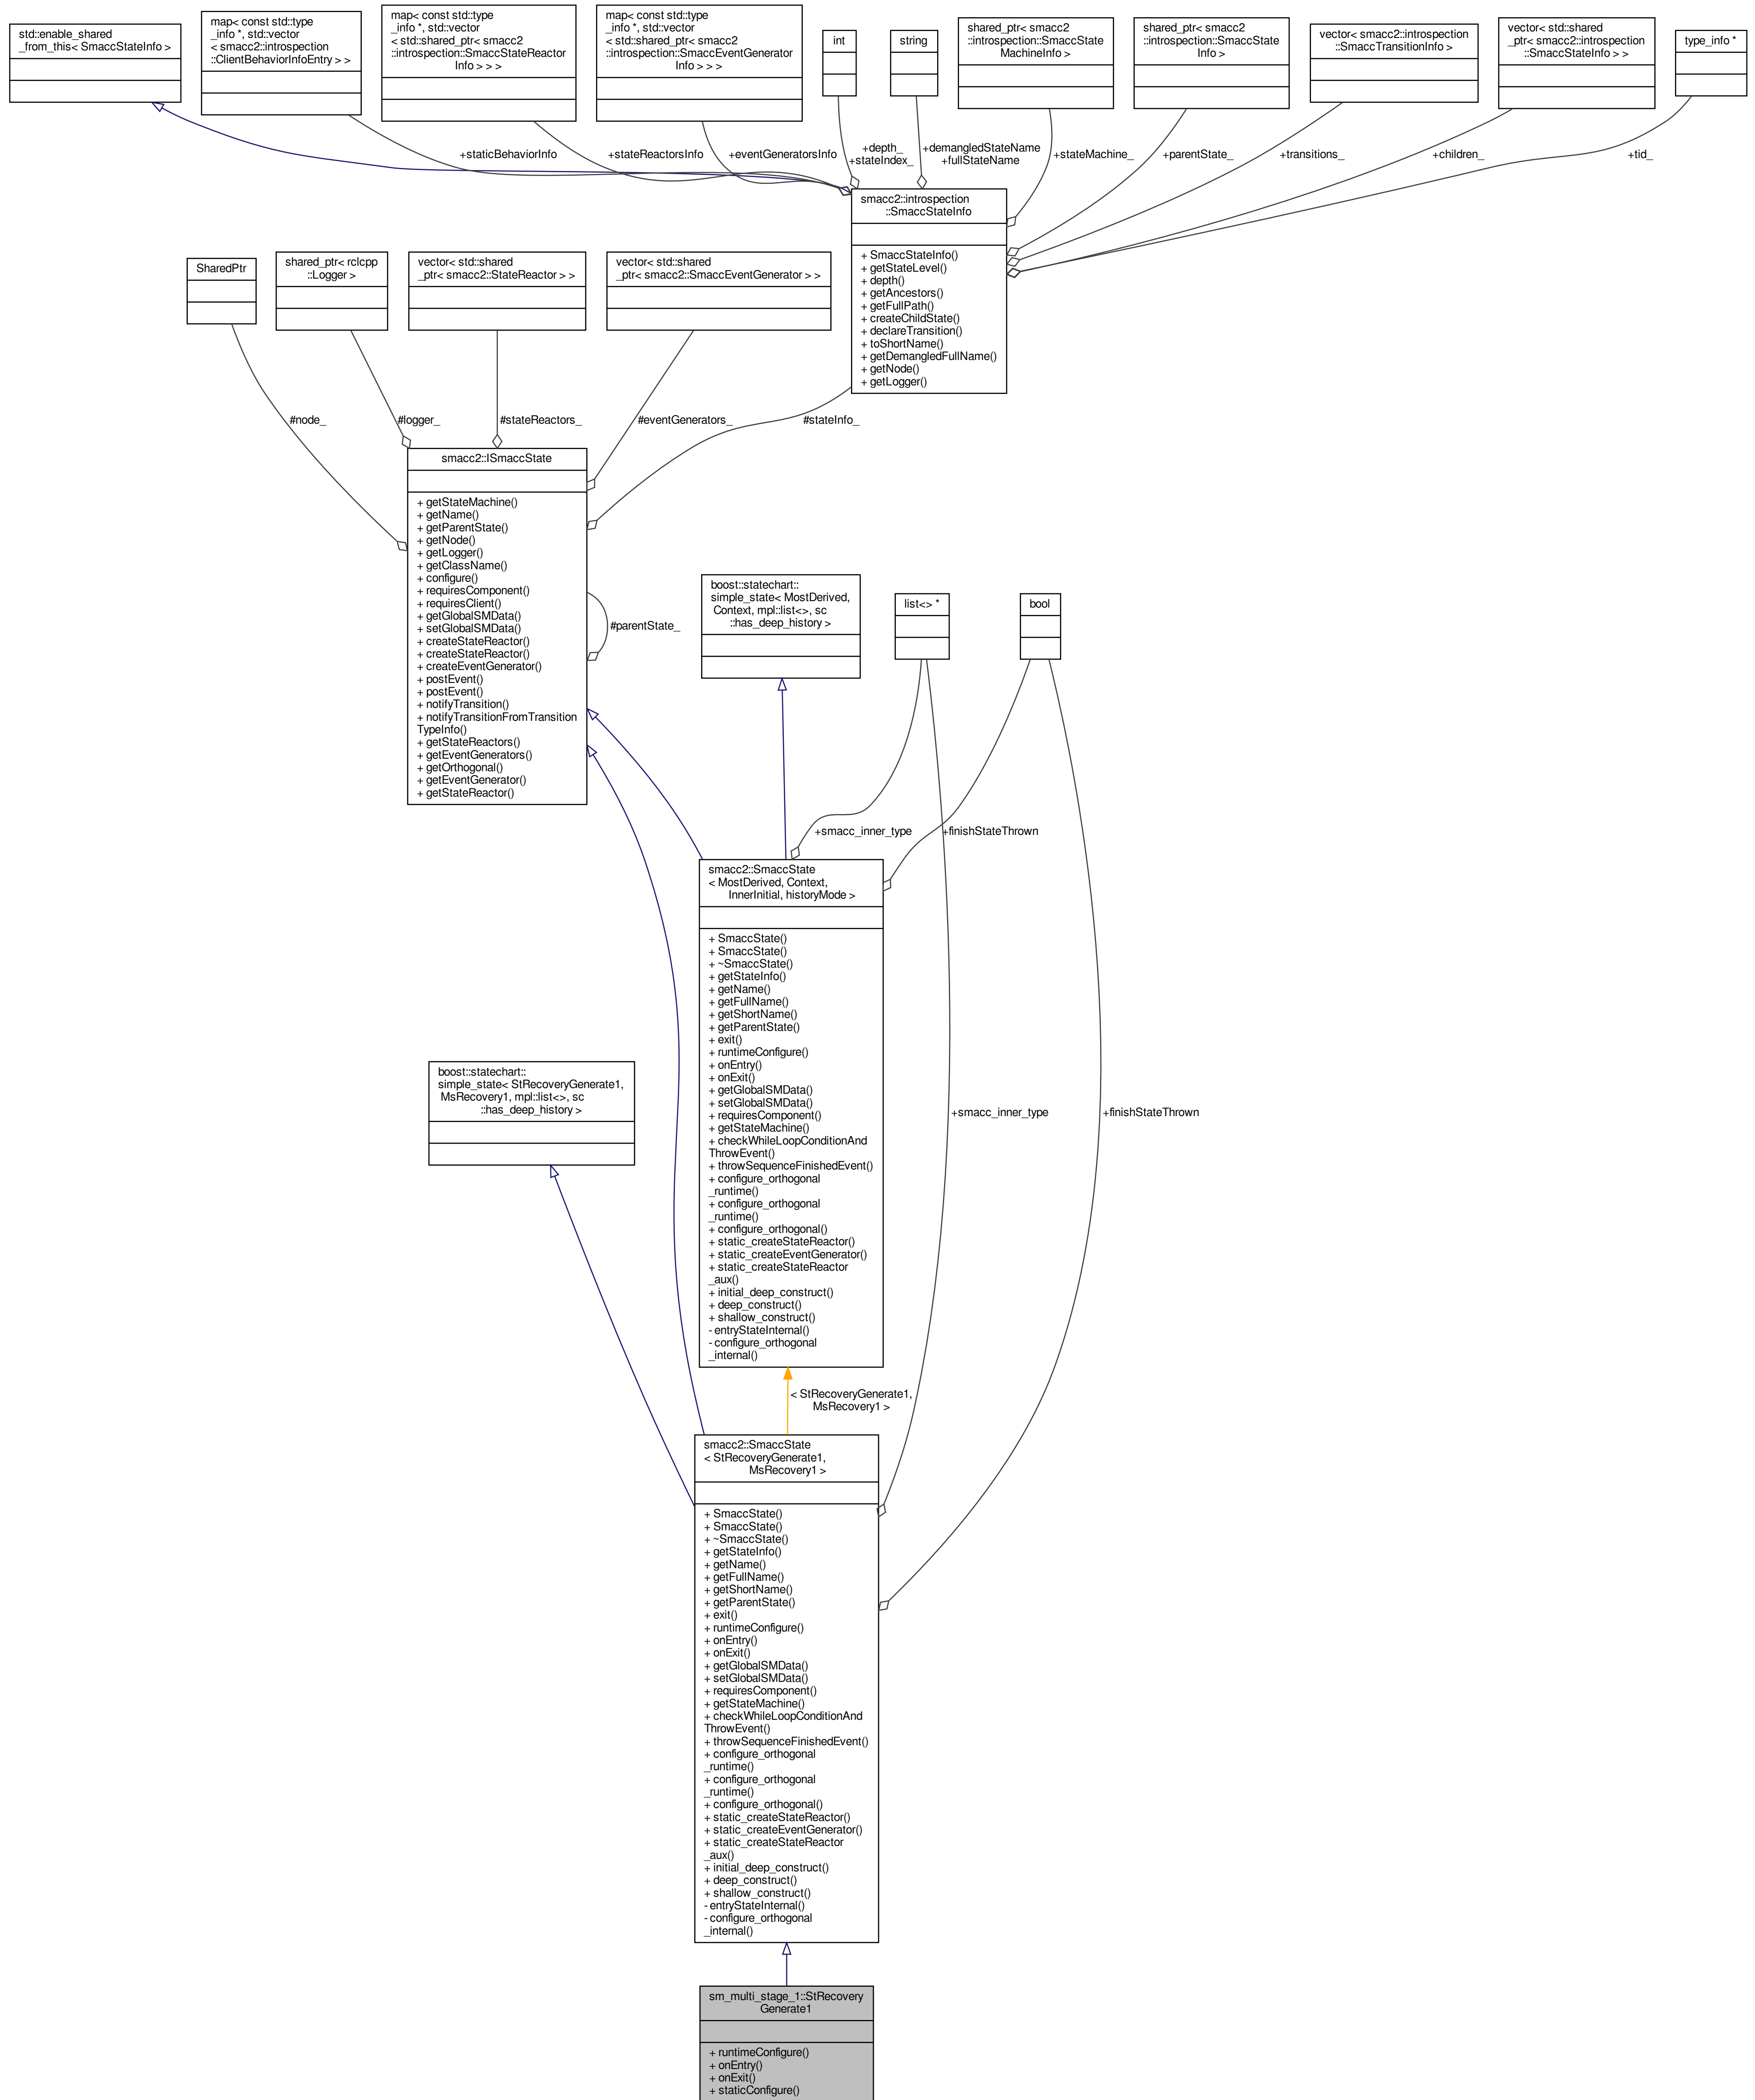 std::enable_shared
_from_this< SmaccStateInfo >
map< const std::type
_info *, std::vector
< smacc2::introspection
::ClientBehaviorInfoEntry > >
map< const std::type
_info *, std::vector
< std::shared_ptr< smacc2
::introspection::SmaccStateReactor
Info > > >
map< const std::type
_info *, std::vector
< std::shared_ptr< smacc2
::introspection::SmaccEventGenerator
Info > > >
int
string
shared_ptr< smacc2
::introspection::SmaccState
MachineInfo >
shared_ptr< smacc2
::introspection::SmaccState
Info >
vector< smacc2::introspection
::SmaccTransitionInfo >
vector< std::shared
_ptr< smacc2::introspection
::SmaccStateInfo > >
type_info *
+staticBehaviorInfo
+stateReactorsInfo
+eventGeneratorsInfo
+depth_
+stateIndex_
+demangledStateName
+fullStateName
+stateMachine_
+parentState_
+transitions_
+children_
+tid_
smacc2::introspection
::SmaccStateInfo
+ SmaccStateInfo()
+ getStateLevel()
+ depth()
+ getAncestors()
+ getFullPath()
+ createChildState()
+ declareTransition()
+ toShortName()
+ getDemangledFullName()
+ getNode()
+ getLogger()
SharedPtr
shared_ptr< rclcpp
::Logger >
vector< std::shared
_ptr< smacc2::StateReactor > >
vector< std::shared
_ptr< smacc2::SmaccEventGenerator > >
#node_
#logger_
#stateReactors_
#eventGenerators_
#stateInfo_
smacc2::ISmaccState
+ getStateMachine()
+ getName()
+ getParentState()
+ getNode()
+ getLogger()
+ getClassName()
+ configure()
+ requiresComponent()
+ requiresClient()
+ getGlobalSMData()
+ setGlobalSMData()
+ createStateReactor()
+ createStateReactor()
+ createEventGenerator()
+ postEvent()
+ postEvent()
+ notifyTransition()
+ notifyTransitionFromTransition
TypeInfo()
+ getStateReactors()
+ getEventGenerators()
+ getOrthogonal()
+ getEventGenerator()
+ getStateReactor()
#parentState_
boost::statechart::
simple_state< MostDerived,
Context, mpl::list<>, sc
::has_deep_history >
list<> *
bool
+smacc_inner_type
+finishStateThrown
smacc2::SmaccState
< MostDerived, Context,
InnerInitial, historyMode >
+ SmaccState()
+ SmaccState()
+ ~SmaccState()
+ getStateInfo()
+ getName()
+ getFullName()
+ getShortName()
+ getParentState()
+ exit()
+ runtimeConfigure()
+ onEntry()
+ onExit()
+ getGlobalSMData()
+ setGlobalSMData()
+ requiresComponent()
+ getStateMachine()
+ checkWhileLoopConditionAnd
ThrowEvent()
+ throwSequenceFinishedEvent()
+ configure_orthogonal
_runtime()
+ configure_orthogonal
_runtime()
+ configure_orthogonal()
+ static_createStateReactor()
+ static_createEventGenerator()
+ static_createStateReactor
_aux()
+ initial_deep_construct()
+ deep_construct()
+ shallow_construct()
- entryStateInternal()
- configure_orthogonal
_internal()
boost::statechart::
simple_state< StRecoveryGenerate1,
MsRecovery1, mpl::list<>, sc
::has_deep_history >
+smacc_inner_type
+finishStateThrown
< StRecoveryGenerate1,
MsRecovery1 >
smacc2::SmaccState
< StRecoveryGenerate1,
MsRecovery1 >
+ SmaccState()
+ SmaccState()
+ ~SmaccState()
+ getStateInfo()
+ getName()
+ getFullName()
+ getShortName()
+ getParentState()
+ exit()
+ runtimeConfigure()
+ onEntry()
+ onExit()
+ getGlobalSMData()
+ setGlobalSMData()
+ requiresComponent()
+ getStateMachine()
+ checkWhileLoopConditionAnd
ThrowEvent()
+ throwSequenceFinishedEvent()
+ configure_orthogonal
_runtime()
+ configure_orthogonal
_runtime()
+ configure_orthogonal()
+ static_createStateReactor()
+ static_createEventGenerator()
+ static_createStateReactor
_aux()
+ initial_deep_construct()
+ deep_construct()
+ shallow_construct()
- entryStateInternal()
- configure_orthogonal
_internal()
sm_multi_stage_1::StRecovery
Generate1
+ runtimeConfigure()
+ onEntry()
+ onExit()
+ staticConfigure()